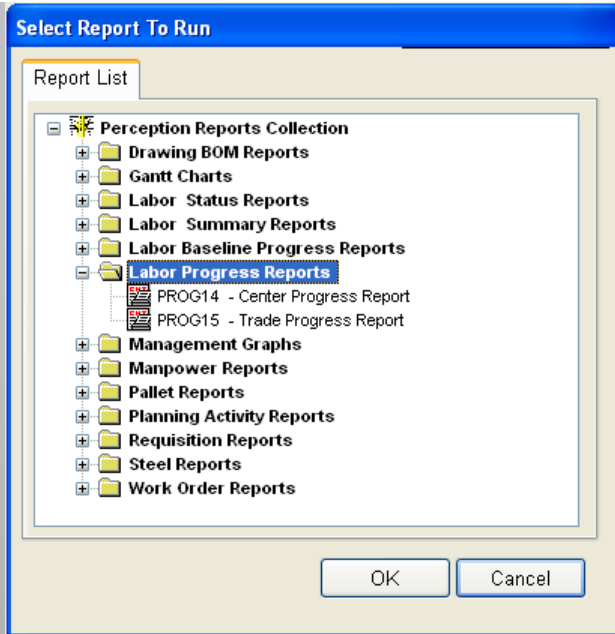 Select Report To Run
Report List
Perception Reports Collection
Drawing BOM Reports
Gantt Charts
Labor  Status Reports
Labor  Summary Reports
Labor Baseline Progress Reports
Labor Progress Reports
PROG14  - Center Progress Report
PROG15  - Trade Progress Report
Management Graphs
Manpower Reports
Pallet Reports
Planning Activity Reports
Requisition Reports
Steel Reports
Work Order Reports
OK Cancel